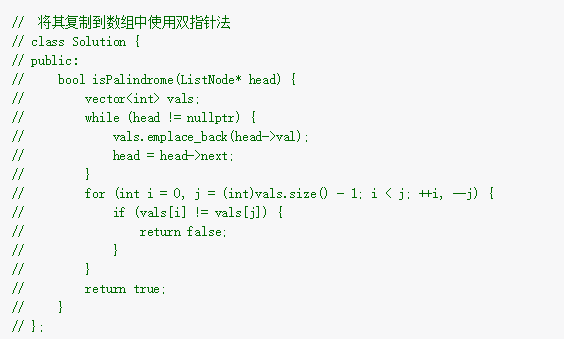 //  将其复制到数组中使用双指针法
// class Solution {
// public:
//     bool isPalindrome(ListNode* head) {
//         vector<int> vals;
//         while (head != nullptr) {
//             vals.emplace_back(head->val);
//             head = head->next;
//         }
//         for (int i = 0, j = (int)vals.size() - 1; i < j; ++i, --j) {
//             if (vals[i] != vals[j]) {
//                 return false;
//             }
//         }
//         return true;
//     }
// };